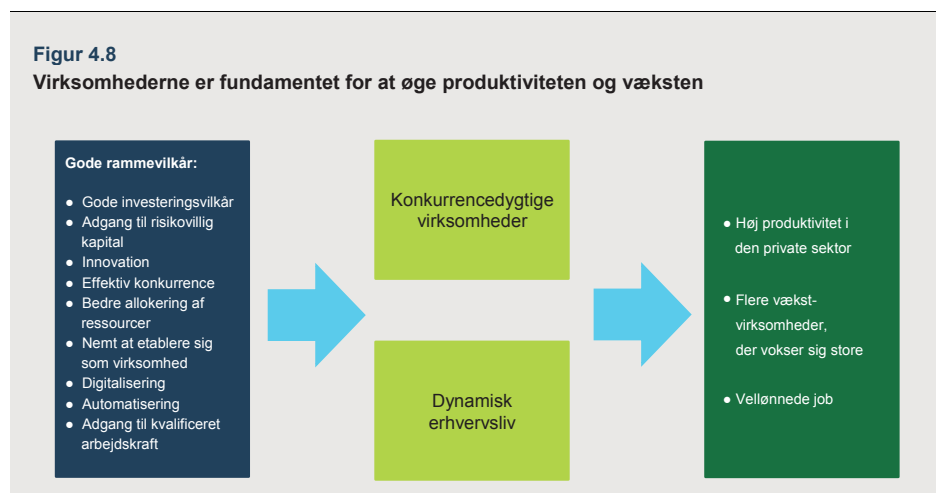 Figur 4.8
Virksomhederne er fundamentet for at øge produktiviteten og væksten
Gode rammevilkår:
● Gode investeringsvilkår
● Adgang til risikovillig
kapital
● Innovation
● Effektiv konkurrence
● Bedre allokering af
ressourcer
● Nemt at etablere sig
som virksomhed
● Digitalisering
● Automatisering
● Adgang til kvalificeret
arbejdskraft
Konkurrencedygtige
virksomheder
Dynamisk
erhvervsliv
● Høj produktivitet i
den private sektor
● Flere vækst-
virksomheder,
der vokser sig store
● Vellønnede job